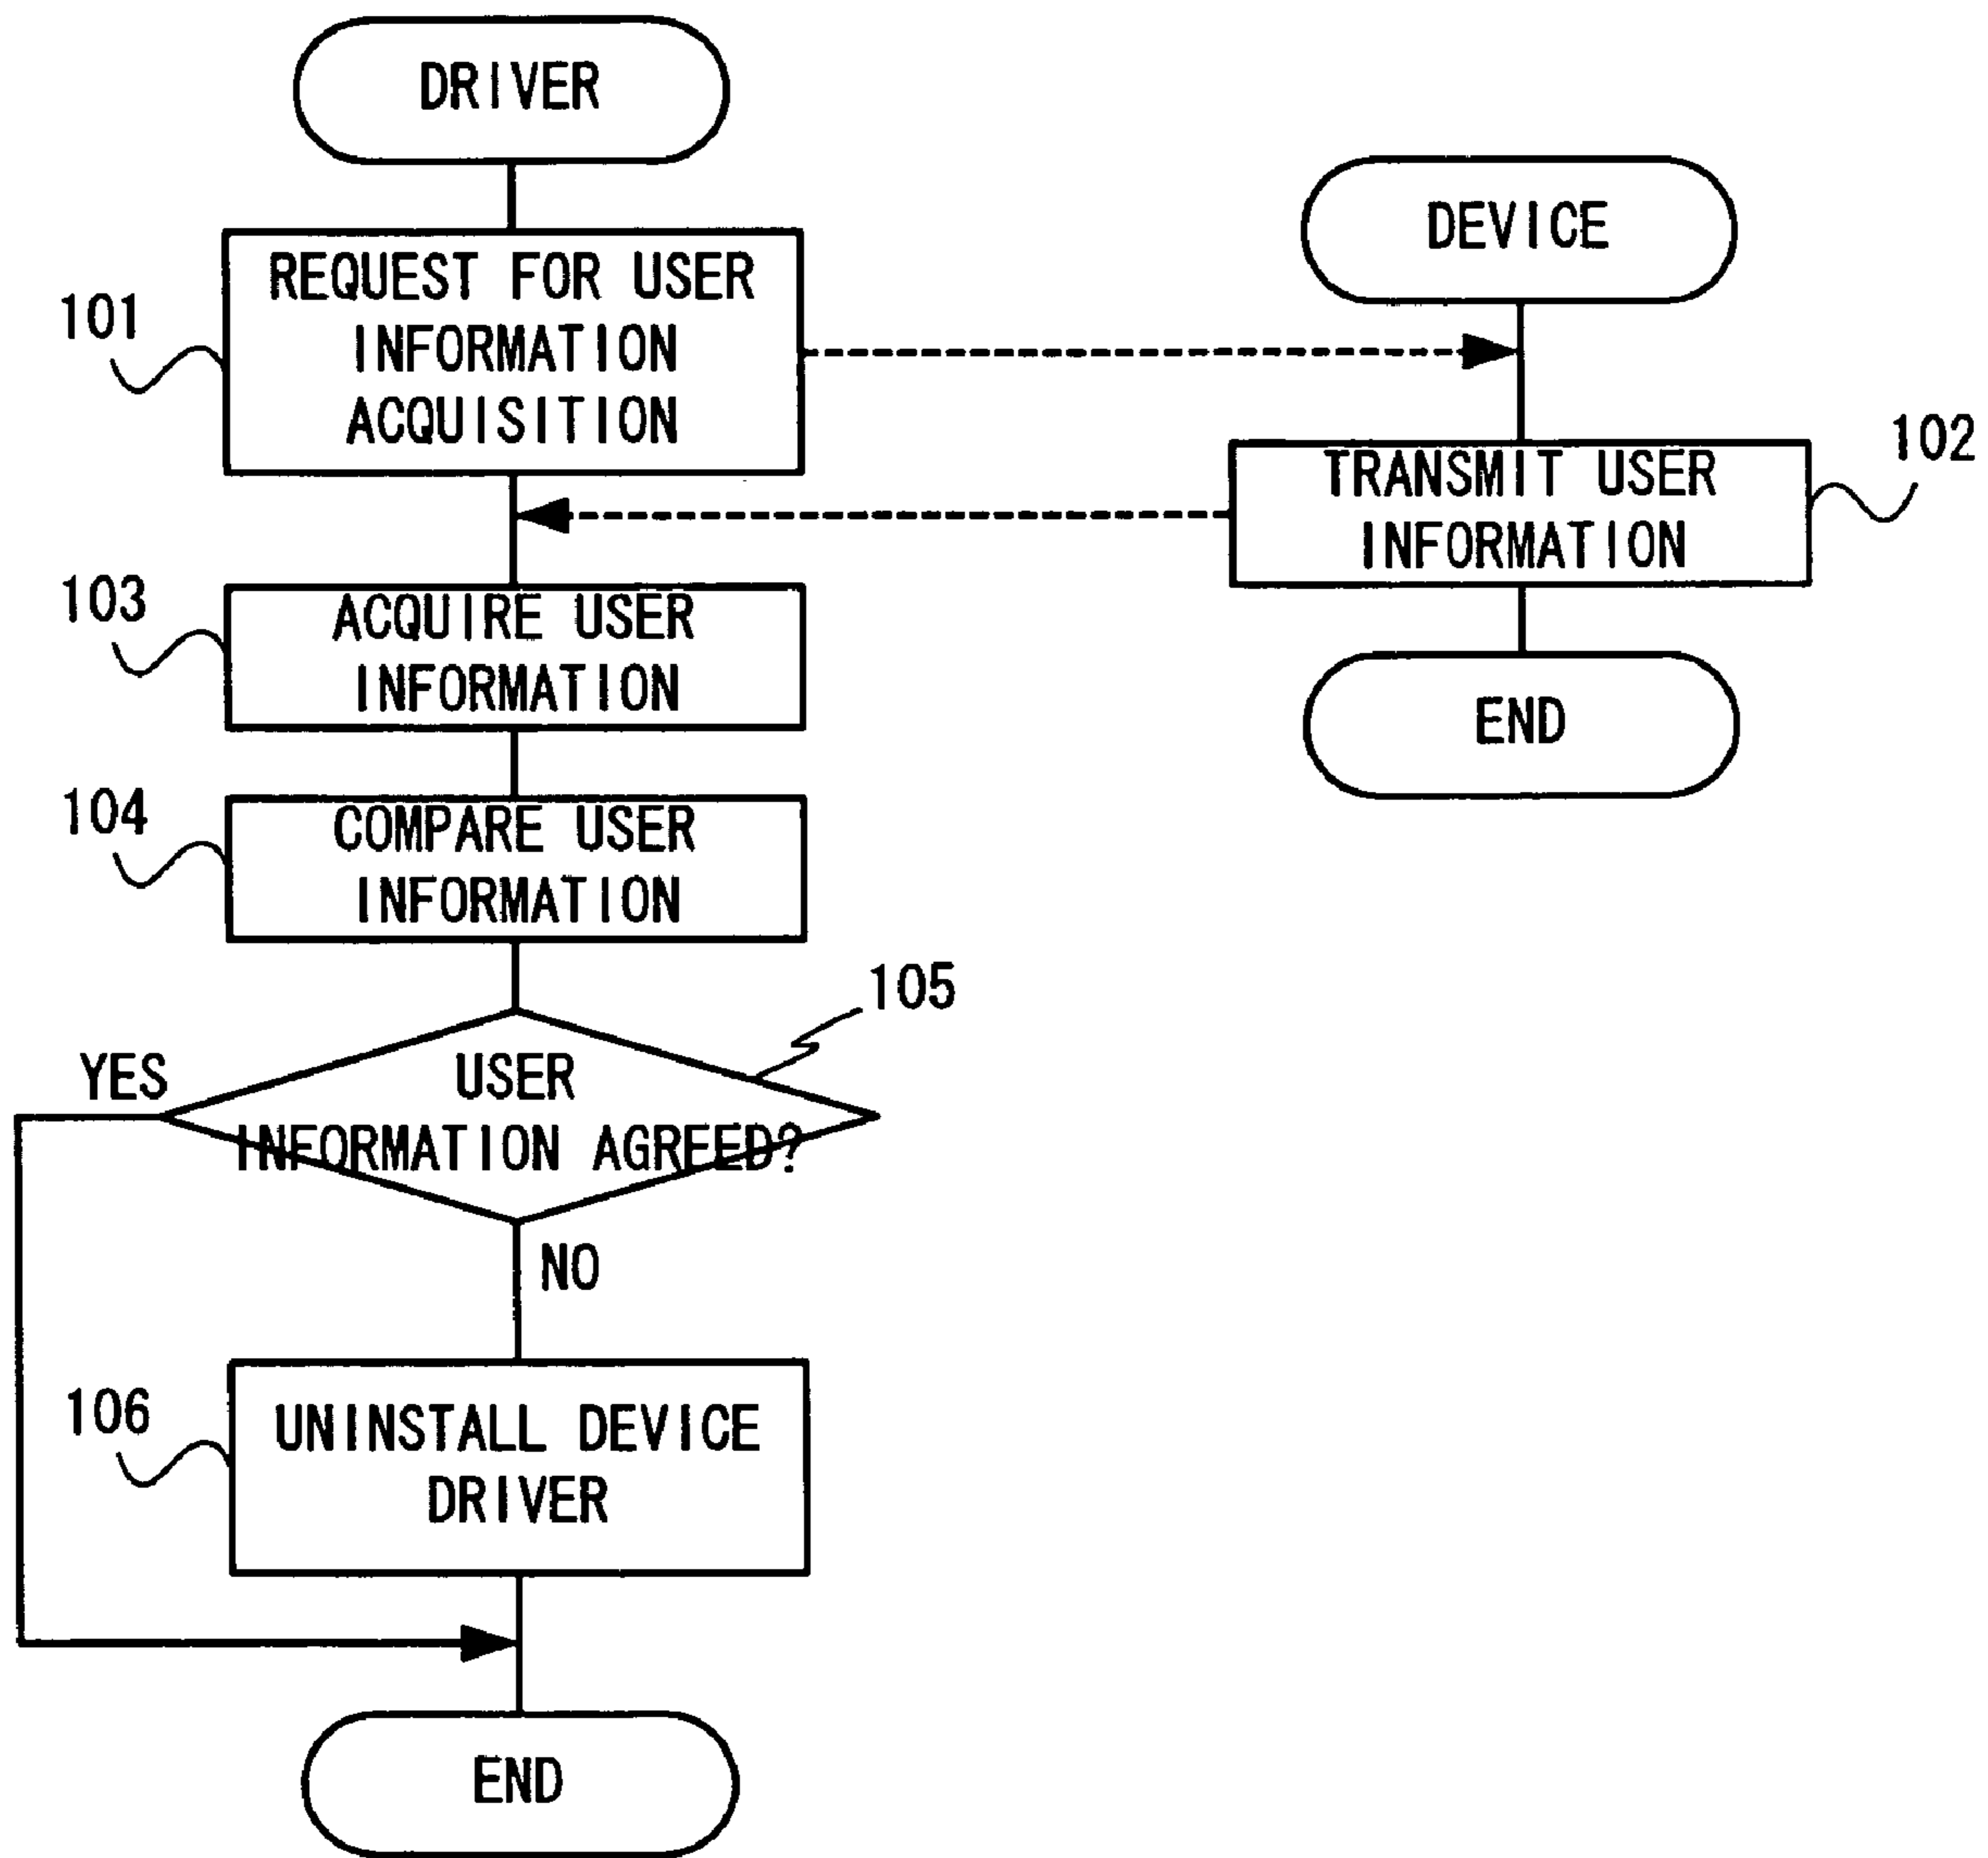 DRIVER
101
REQUEST FOR USER
INFORMATION
ACQUISITION
DEVICE
102
TRANSMIT USER
INFORMATION
END
103
ACQUIRE USER
INFORMATION
104
COMPARE USER
INFORMATION
105
YES
USER
INFORMATION AGREED?
NO
106
UNINSTALL DEVICE
DRIVER
END